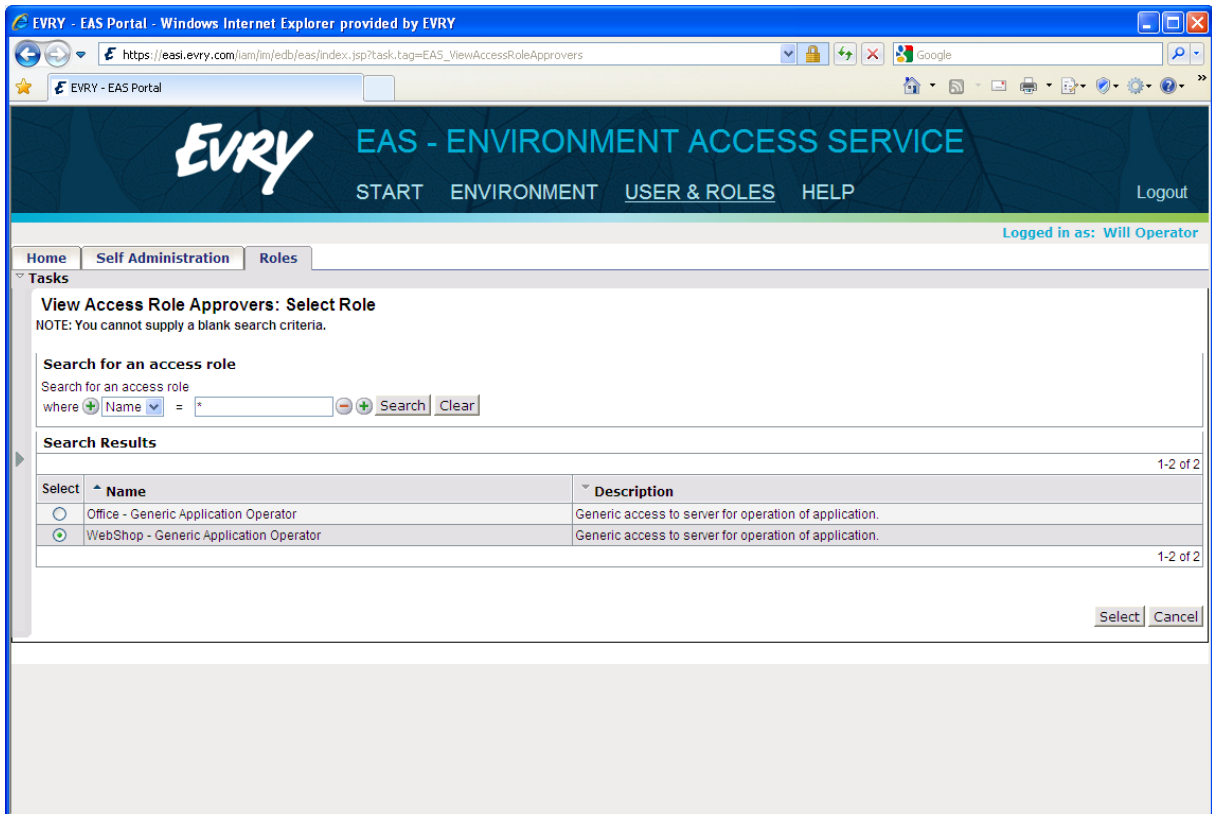 EVRY - EAS Portal - Windows Internet Explorer provided by EVRY
https://easi.evry.com/iam/im/edb/eas/index.jsp?task.tag=EAS_ViewAccessRoleApprovers
Google
EVRY - EAS Portal
EVRY
EAS - ENVIRONMENT ACCESS SERVICE
START ENVIRONMENT USER & ROLES HELP Logout
Logged in as: Will Operator
Home Self Administration Roles
Tasks
View Access Role Approvers: Select Role
NOTE: You cannot supply a blank search criteria.
Search for an access role
Search for an access role
where Name = * Search Clear
Search Results
1-2 of 2
Select Name Description
Office - Generic Application Operator Generic access to server for operation of application.
WebShop - Generic Application Operator Generic access to server for operation of application.
1-2 of 2
Select Cancel